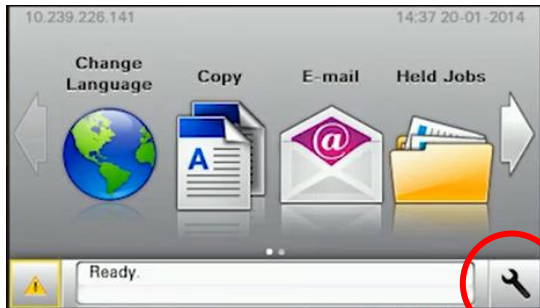 10.239.226.141
14:37 20-01-2014
Change
Language
Copy
E-mail
Held Jobs
A
@
Ready.